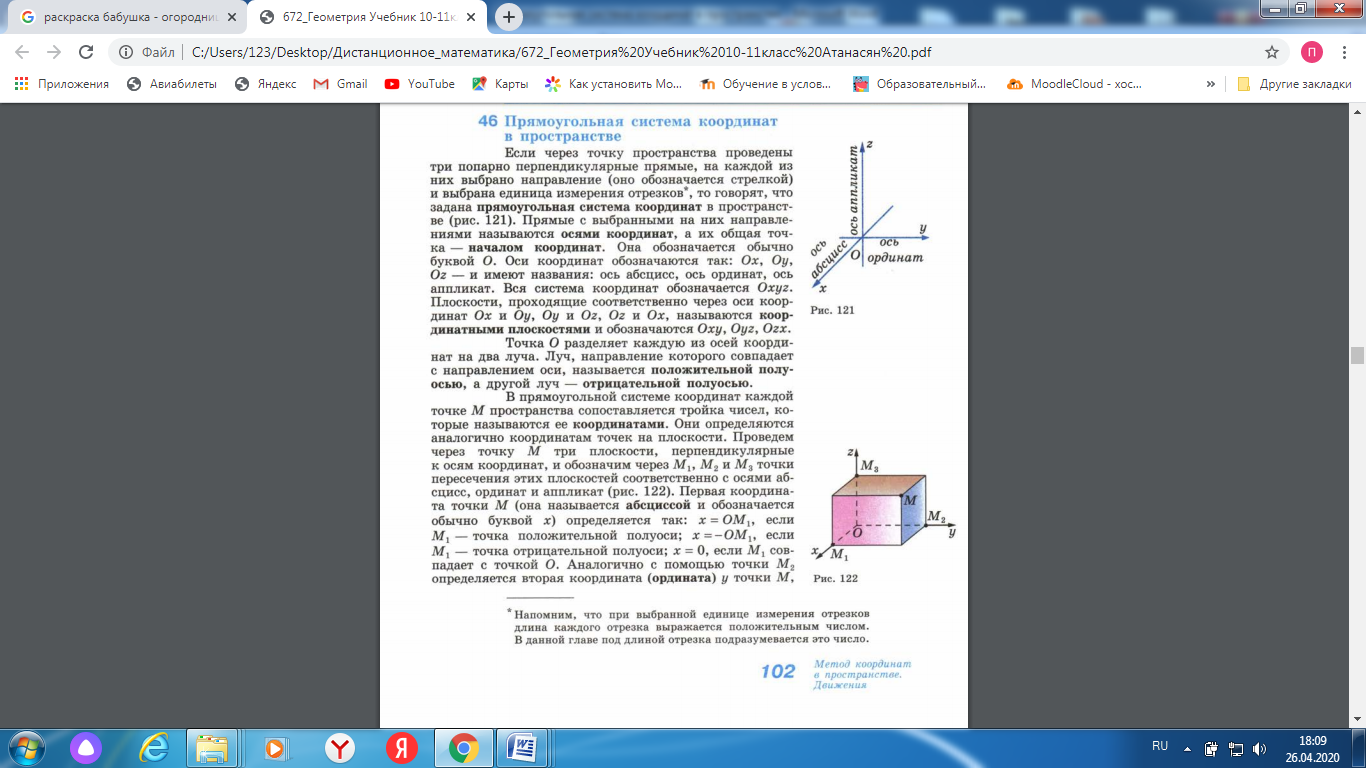 раскраска бабушка - огородниц
672_Геометрия Учебник 10-11кл
Файл
C:/Users/123/Desktop/Дистанционное_математика/672_Геометрия%20Учебник%2010-11класс%20Атанасян%20.pdf
П
Приложения
Авиабилеты
Яндекс
Gmail
YouTube
Карты
Как установить Mo...
Обучение в услов...
Образовательный...
MoodleCloud - хос...
»
Другие закладки
46 Прямоугольная система координат
в пространстве
Если через точку пространства проведены
три попарно перпендикулярные прямые, на каждой из
них выбрано направление (оно обозначается стрелкой)
и выбрана единица измерения отрезков*, то говорят, что
задана прямоугольная система координат в пространст-
ве (рис. 121). Прямые с выбранными на них направле-
ниями называются осями координат, а их общая точ-
ка — началом координат. Она обозначается обычно
буквой O. Оси координат обозначаются так: Ox, Oy,
Oz — и имеют названия: ось абсцисс, ось ординат, ось
аппликат. Вся система координат обозначается Oxyz.
Плоскости, проходящие соответственно через оси коор-
динат Ox и Oy, Oy и Oz, Oz и Ox, называются коор-
динатными плоскостями и обозначаются Oxy, Oyz, Ozx.
Точка O разделяет каждую из осей коорди-
нат на два луча. Луч, направление которого совпадает
с направлением оси, называется положительной полу-
осью, а другой луч — отрицательной полуосью.
В прямоугольной системе координат каждой
точке M пространства сопоставляется тройка чисел, ко-
торые называются ее координатами. Они определяются
аналогично координатам точек на плоскости. Проведем
через точку M три плоскости, перпендикулярные
к осям координат, и обозначим через M₁, M₂ и M₃ точки
пересечения этих плоскостей соответственно с осями аб-
сцисс, ординат и аппликат (рис. 122). Первая координа-
та точки M (она называется абсциссой и обозначается
обычно буквой x) определяется так: x = OM₁, если
M₁ — точка положительной полуоси; x = −OM₁, если
M₁ — точка отрицательной полуоси; x = 0, если M₁ сов-
падает с точкой O. Аналогично с помощью точки M₂
определяется вторая координата (ордината) y точки M,
z
ось аппликат
y
ось
ординат
O
ось
абсцисс
x
Рис. 121
z
M₃
M
M₂
O
y
x
M₁
Рис. 122
* Напомним, что при выбранной единице измерения отрезков
длина каждого отрезка выражается положительным числом.
В данной главе под длиной отрезка подразумевается это число.
102
Метод координат
в пространстве.
Движения
RU
18:09
26.04.2020